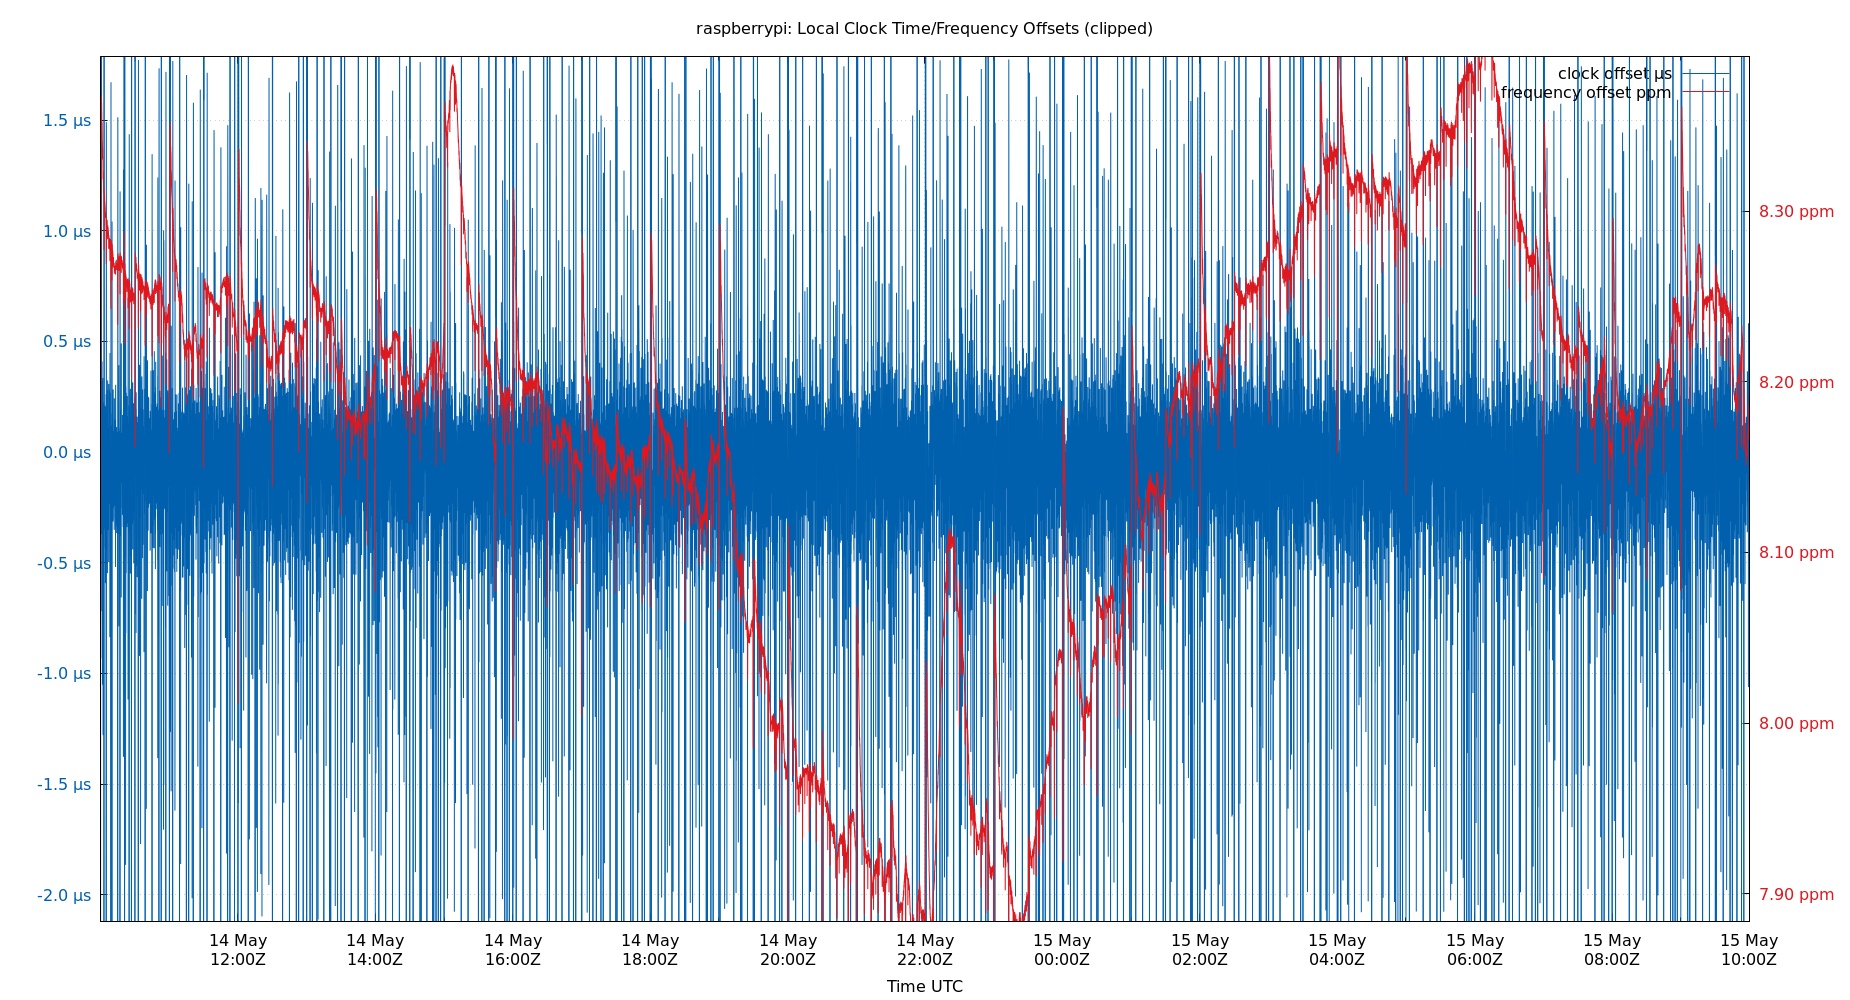 raspberrypi: Local Clock Time/Frequency Offsets (clipped)
clock offset µs
frequency offset ppm
1.5 µs
1.0 µs
0.5 µs
0.0 µs
-0.5 µs
-1.0 µs
-1.5 µs
-2.0 µs
8.30 ppm
8.20 ppm
8.10 ppm
8.00 ppm
7.90 ppm
14 May 14 May 14 May 14 May 14 May 14 May 15 May 15 May 15 May 15 May 15 May 15 May
12:00Z 14:00Z 16:00Z 18:00Z 20:00Z 22:00Z 00:00Z 02:00Z 04:00Z 06:00Z 08:00Z 10:00Z
Time UTC